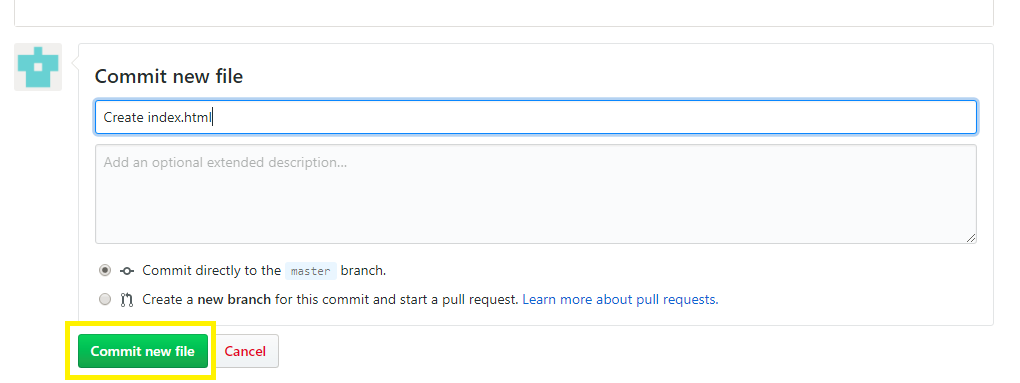 Commit new file
Create index.html
Add an optional extended description...
Commit directly to the master branch.
Create a new branch for this commit and start a pull request. Learn more about pull requests.
Commit new file Cancel